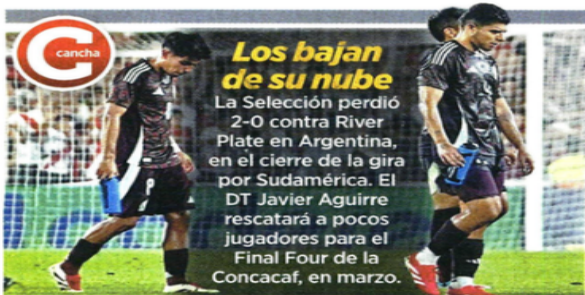 cancha
Los bajan
de su nube
La Selección perdió
2-0 contra River
Plate en Argentina,
en el cierre de la gira
por Sudamérica. El
DT Javier Aguirre
rescatará a pocos
jugadores para el
Final Four de la
Concacaf, en marzo.